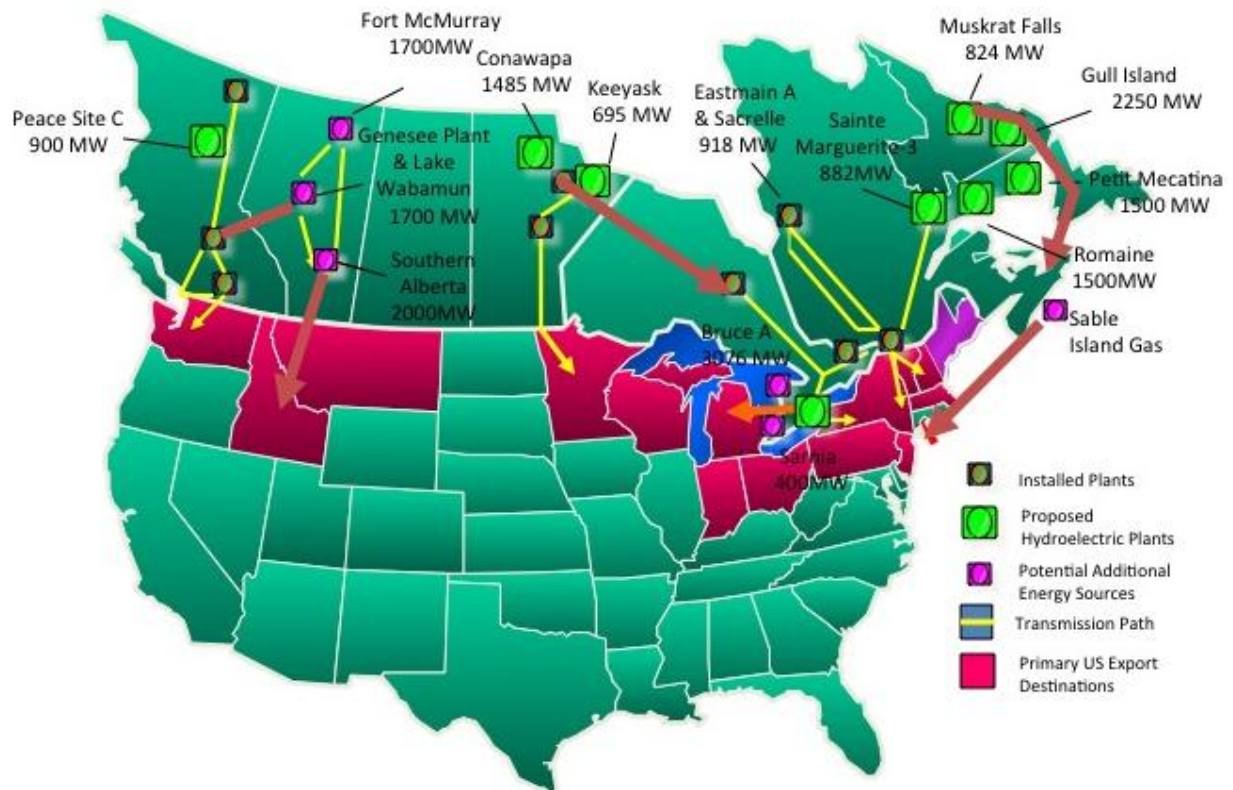 Fort McMurray
1700MW
Conawapa
1485 MW
Keeyask
695 MW
Muskrat Falls
824 MW
Gull Island
2250 MW
Eastmain A
& Sacrelle
918 MW
Sainte
Marguerite-3
882MW
Peace Site C
900 MW
Genesee Plant
& Lake
Wabamun
1700 MW
Petit Mecatina
1500 MW
Romaine
1500MW
Southern
Alberta
2000MW
Sable
Island Gas
Bruce A
3076 MW
Sarnia
400MW
Installed Plants
Proposed
Hydroelectric Plants
Potential Additional
Energy Sources
Transmission Path
Primary US Export
Destinations